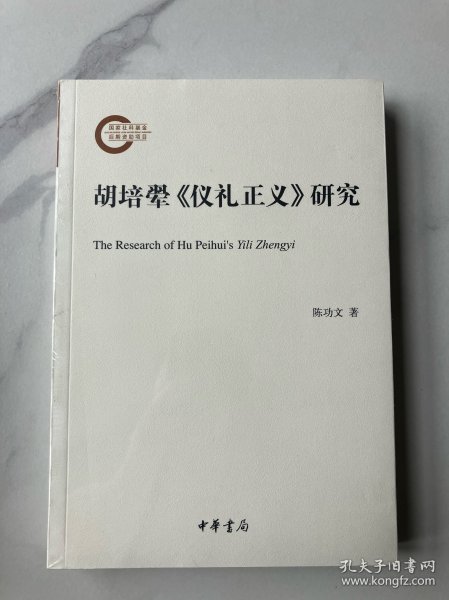 国家社科基金
后期资助项目
胡培翚《仪礼正义》研究
The Research of Hu Peihui's Yili Zhengyi
陈功文 著
中華書局
孔夫子旧书网
www.kongfz.com